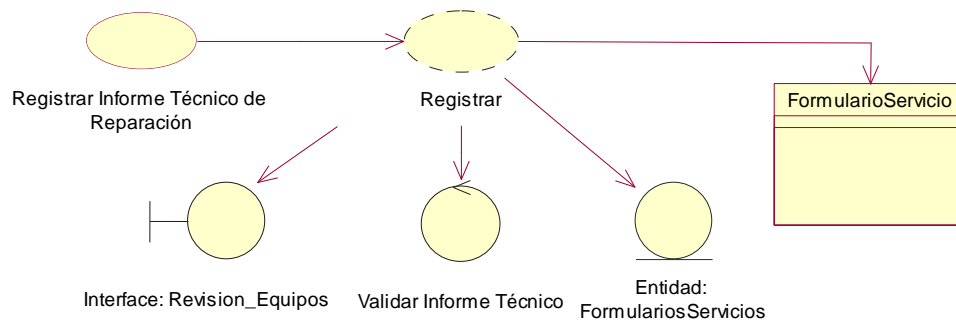 Registrar Informe Técnico de
Reparación
Registrar
FormularioServicio
Interface: Revision_Equipos
Validar Informe Técnico
Entidad:
FormulariosServicios